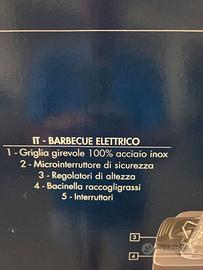 IT - BARBECUE ELETTRICO
1 - Griglia girevole 100% acciaio inox
2 - Microinterruttore di sicurezza
3 - Regolatori di altezza
4 - Bacinella raccogligrassi
5 - Interruttori
3